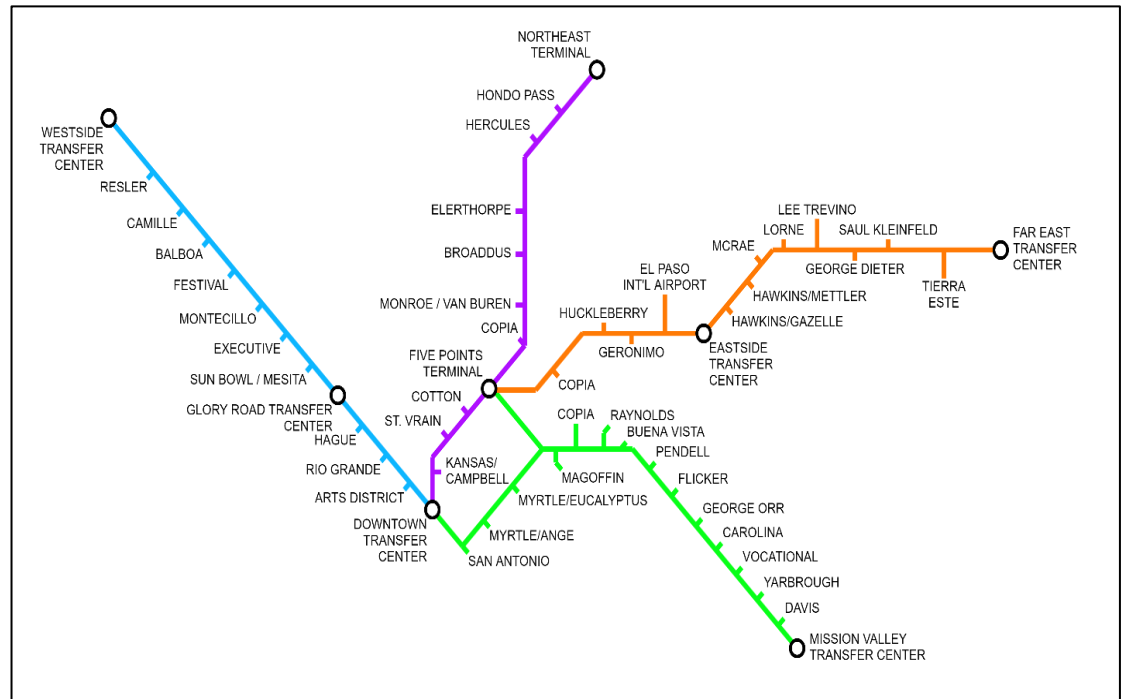 NORTHEAST
TERMINAL
HONDO PASS
HERCULES
WESTSIDE
TRANSFER
CENTER
RESLER
CAMILLE
BALBOA
FESTIVAL
MONTECILLO
EXECUTIVE
SUN BOWL / MESITA
GLORY ROAD TRANSFER
CENTER
HAGUE
RIO GRANDE
ARTS DISTRICT
DOWNTOWN
TRANSFER
CENTER
ELERTHORPE
BROADDUS
MONROE / VAN BUREN
COPIA
FIVE POINTS
TERMINAL
COTTON
ST. VRAIN
KANSAS/
CAMPBELL
LEE TREVINO
LORNE
SAUL KLEINFELD
MCRAE
GEORGE DIETER
FAR EAST
TRANSFER
CENTER
TIERRA
ESTE
EL PASO
INT'L AIRPORT
HAWKINS/METTLER
HUCKLEBERRY
HAWKINS/GAZELLE
GERONIMO
EASTSIDE
TRANSFER
CENTER
COPIA
COPIA
RAYNOLDS
BUENA VISTA
PENDELL
MAGOFFIN
FLICKER
MYRTLE/EUCALYPTUS
GEORGE ORR
MYRTLE/ANGE
CAROLINA
SAN ANTONIO
VOCATIONAL
YARBROUGH
DAVIS
MISSION VALLEY
TRANSFER CENTER